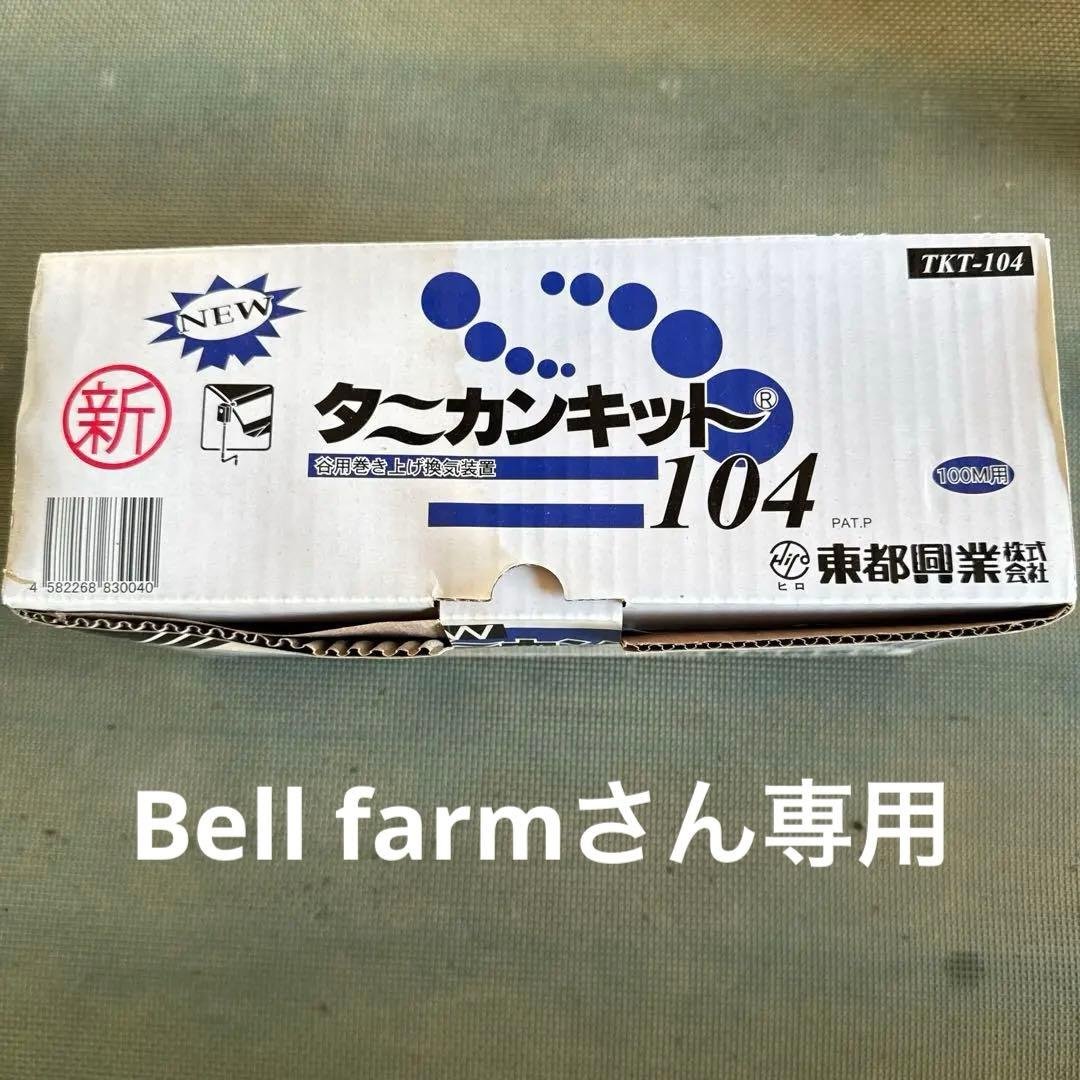 TKT-104
NEW
新
ターカンキット®
谷用巻き上げ換気装置
104
100M用
PAT.P
Hiro
ヒロ
東都興業株式会社
4 582268 830040
W
Bell farmさん専用